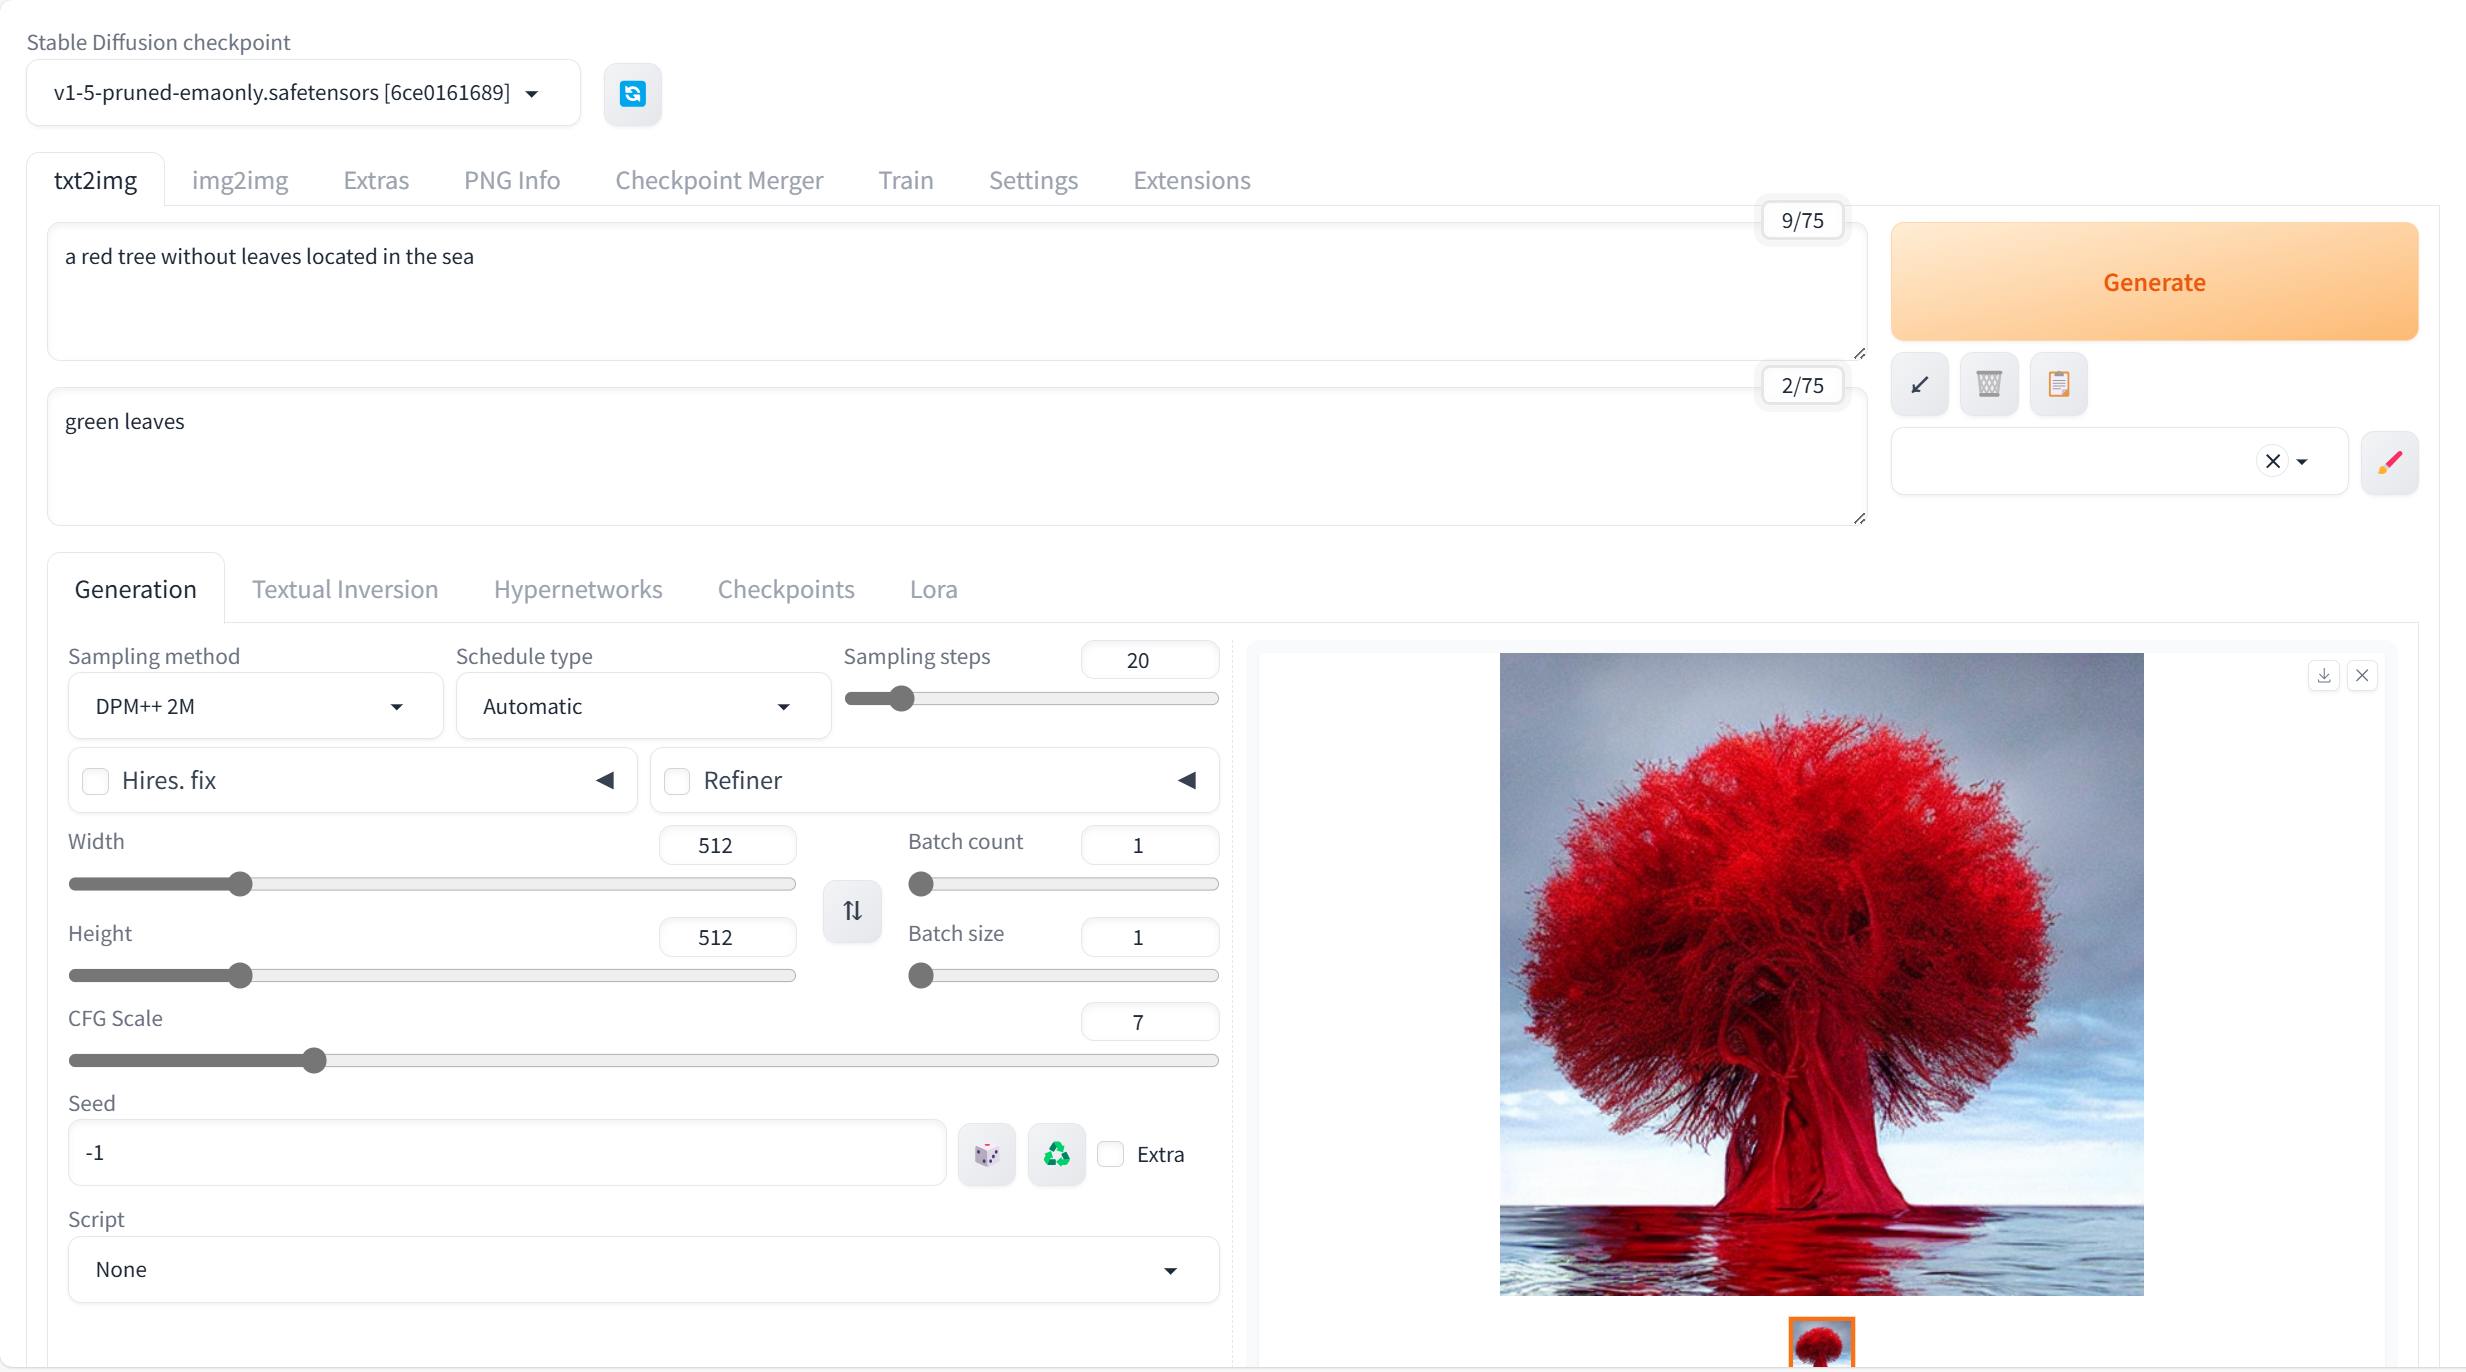 Stable Diffusion checkpoint
v1-5-pruned-emaonly.safetensors [6ce0161689]
txt2img img2img Extras PNG Info Checkpoint Merger Train Settings Extensions
9/75
a red tree without leaves located in the sea
Generate
2/75
green leaves
Generation Textual Inversion Hypernetworks Checkpoints Lora
Sampling method Schedule type Sampling steps 20
DPM++ 2M Automatic
Hires. fix Refiner
Width 512 Batch count 1
Height 512 Batch size 1
CFG Scale 7
Seed
-1 Extra
Script
None